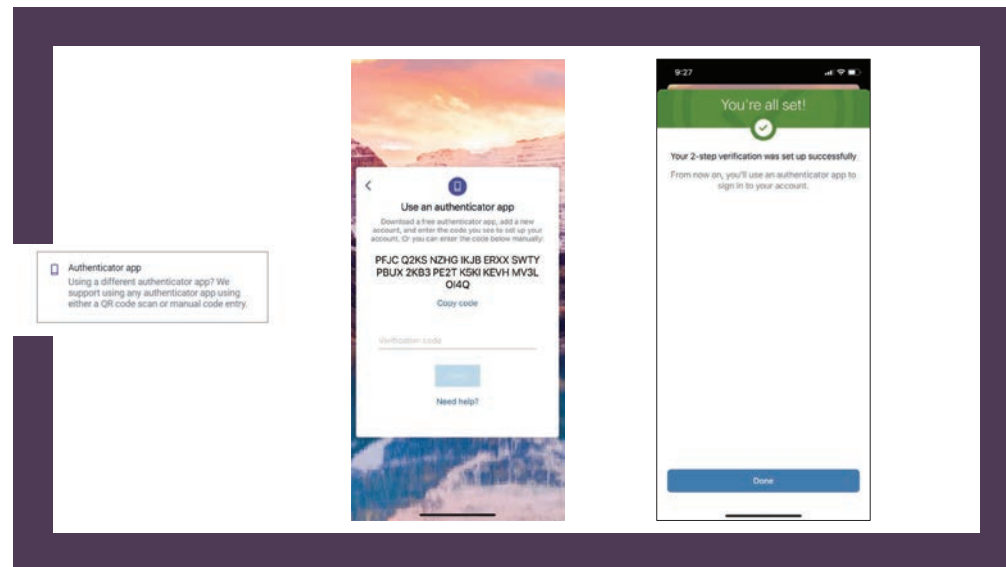 Authenticator app
Using a different authenticator app? We
support using any authenticator app using
either a QR code scan or manual code entry.
Use an authenticator app
Download a free authenticator app, add a new
account, and enter the code you see to set up your
account. Or you can enter the code below manually:
PFJC Q2KS NZHG IKJB ERXX SWTY
PBUX 2KB3 PE2T K5KI KEVH MV3L
OI4Q
Copy code
Verification code
Need help?
9:27
You're all set!
Your 2-step verification was set up successfully
From now on, you'll use an authenticator app to
sign in to your account.
Done